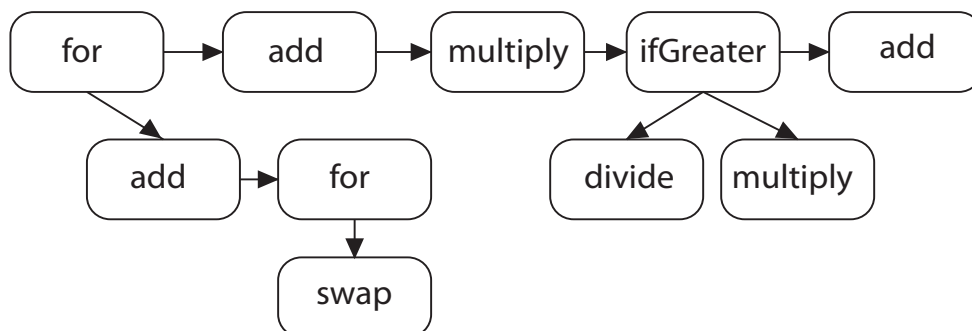 for
add
multiply
ifGreater
add
add
for
divide
multiply
swap